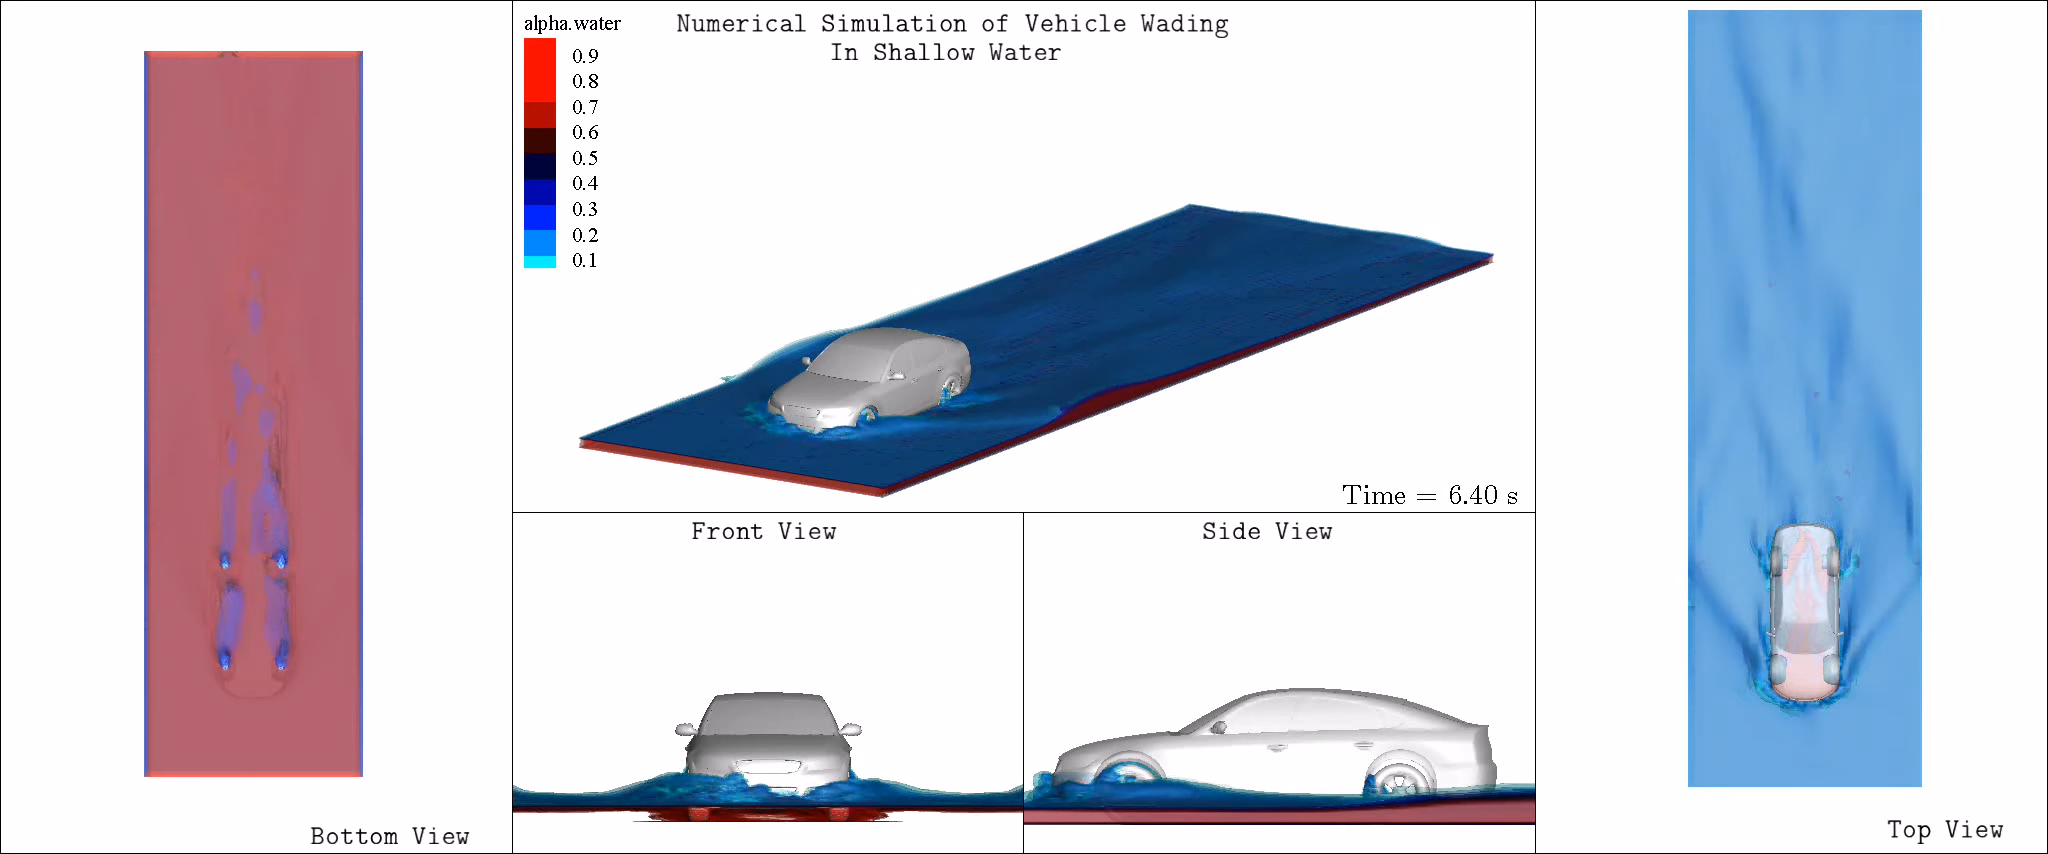 alpha.water
0.9
0.8
0.7
0.6
0.5
0.4
0.3
0.2
0.1
Numerical Simulation of Vehicle Wading
In Shallow Water
Time = 6.40 s
Bottom View
Front View
Side View
Top View